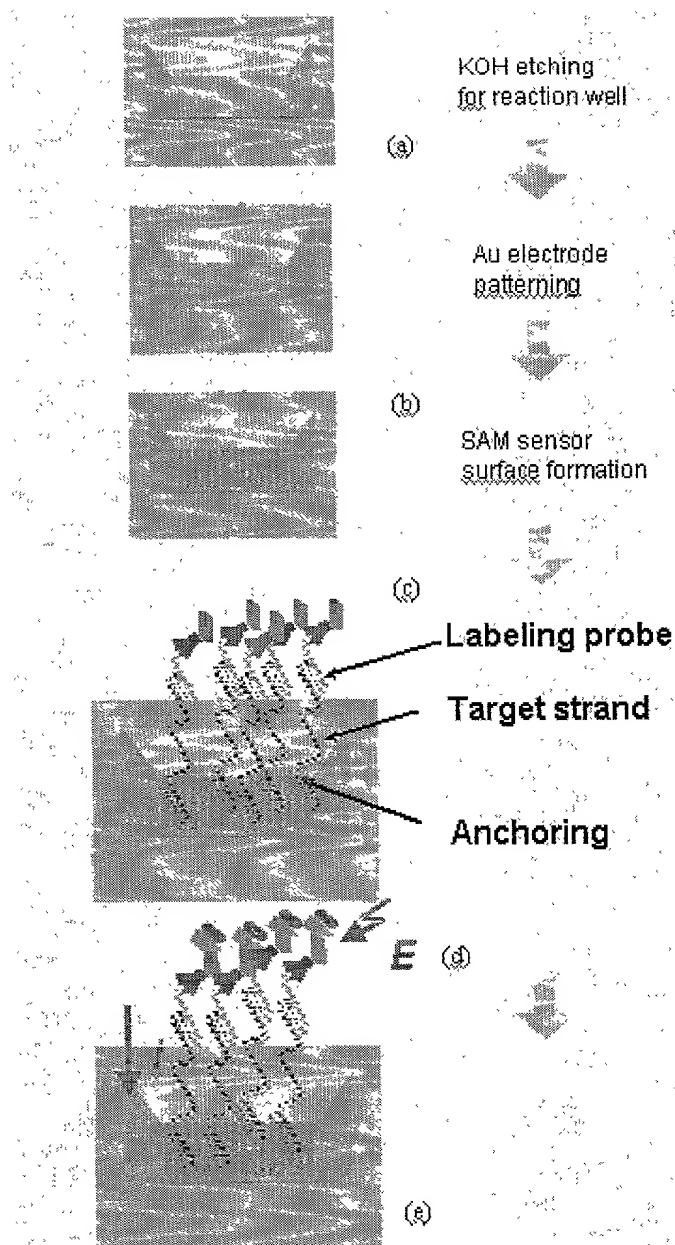 KOH etching
for reaction well
(a)
Au electrode
patterning
(b)
SAM sensor
surface formation
(c)
Labeling probe
Target strand
Anchoring
E
(d)
(e)